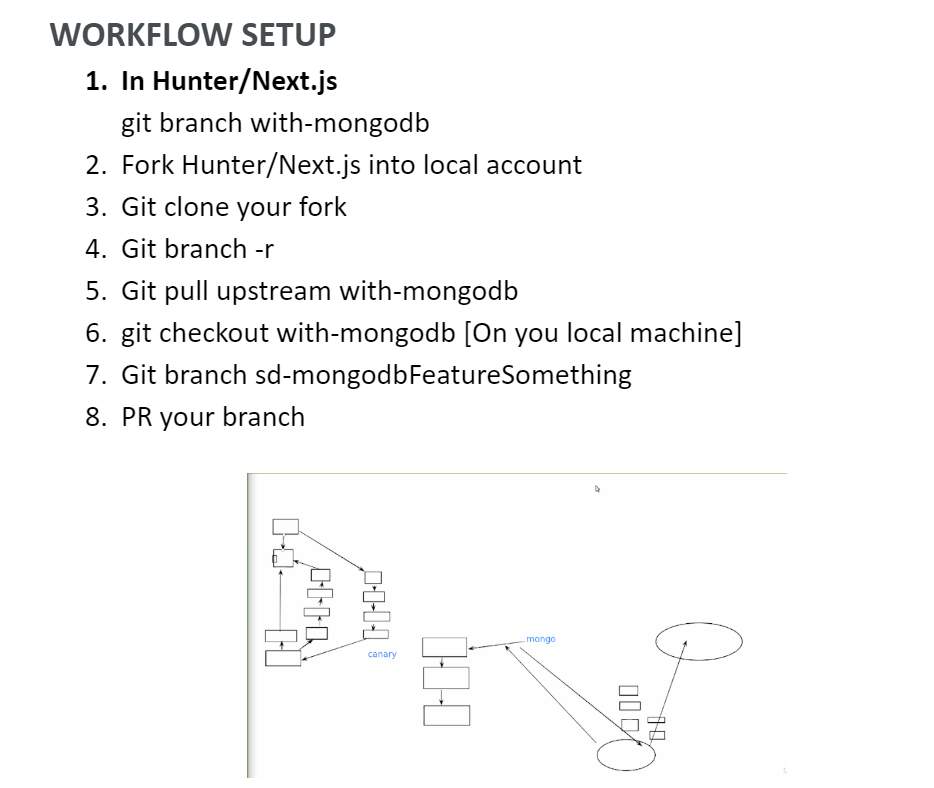 WORKFLOW SETUP
1. In Hunter/Next.js
git branch with-mongodb
2. Fork Hunter/Next.js into local account
3. Git clone your fork
4. Git branch -r
5. Git pull upstream with-mongodb
6. git checkout with-mongodb [On you local machine]
7. Git branch sd-mongodbFeatureSomething
8. PR your branch
mongo
canary